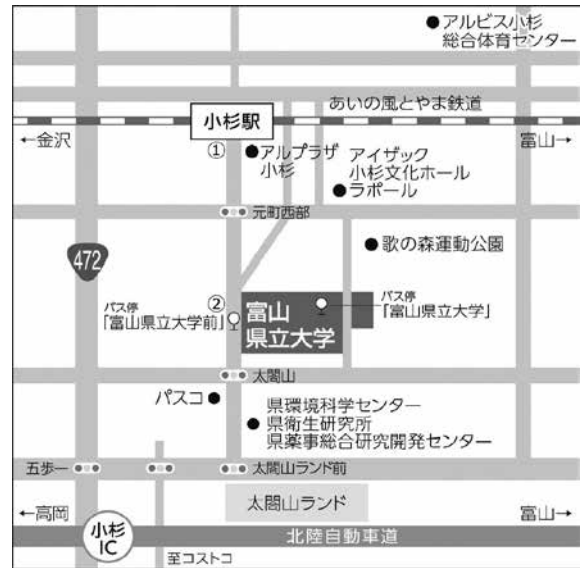 アルビス小杉
総合体育センター
あいの風とやま鉄道
小杉駅
←金沢
富山→
①
アルプラザ
小杉
アイザック
小杉文化ホール
ラポール
元町西部
歌の森運動公園
472
②
バス停
「富山県立大学前」
富山
県立大学
バス停
「富山県立大学」
太閤山
パスコ
県環境科学センター
県衛生研究所
県薬事総合研究開発センター
五歩一
太閤山ランド前
太閤山ランド
←高岡
富山→
小杉
IC
北陸自動車道
至コストコ